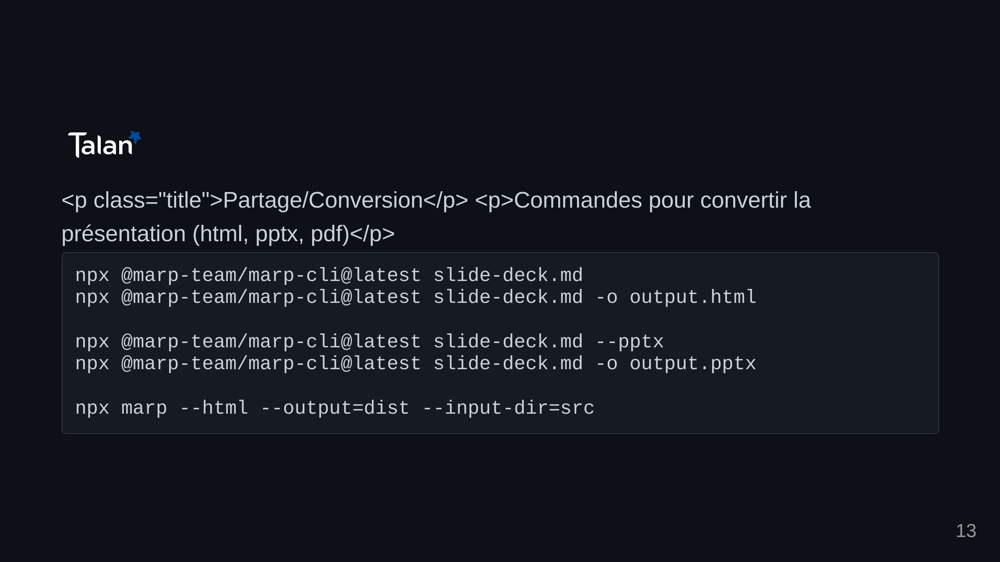 Talan
<p class="title">Partage/Conversion</p> <p>Commandes pour convertir la
présentation (html, pptx, pdf)</p>
npx @marp-team/marp-cli@latest slide-deck.md
npx @marp-team/marp-cli@latest slide-deck.md -o output.html
npx @marp-team/marp-cli@latest slide-deck.md --pptx
npx @marp-team/marp-cli@latest slide-deck.md -o output.pptx
npx marp --html --output=dist --input-dir=src
13